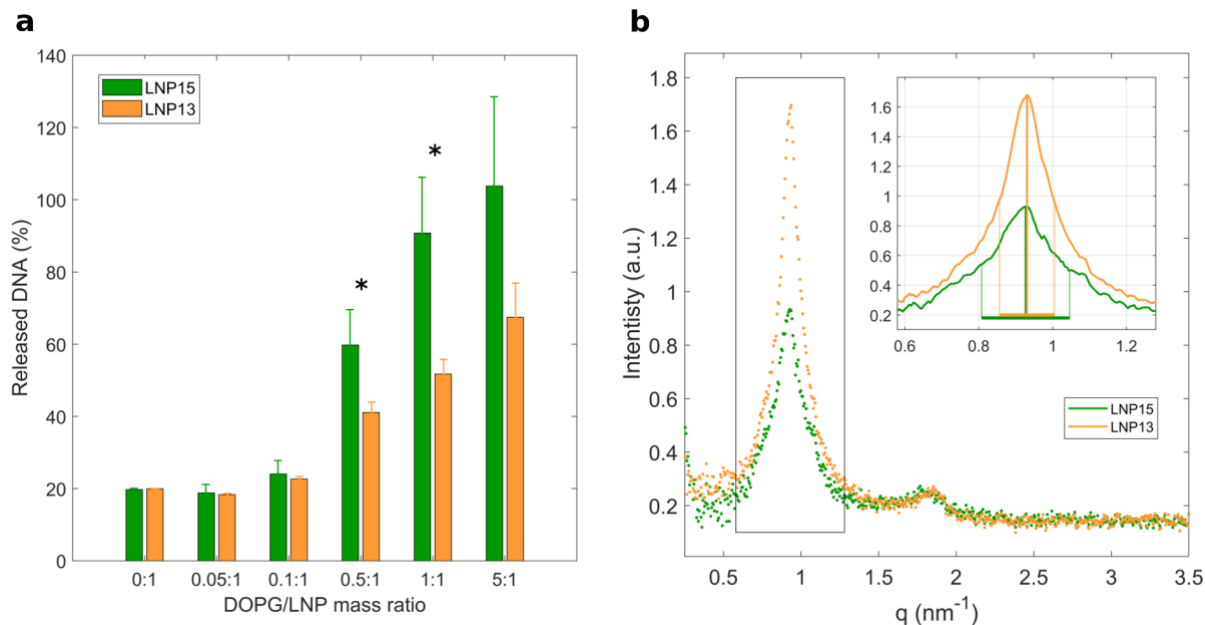 a
140
120
100
80
60
40
20
0
Released DNA (%)
LNP15
LNP13
*
*
0:1 0.05:1 0.1:1 0.5:1 1:1 5:1
DOPG/LNP mass ratio
b
1.8
1.6
1.4
1.2
1
0.8
0.6
0.4
0.2
Intentisty (a.u.)
1.6
1.4
1.2
1
0.8
0.6
0.4
0.2
0.6 0.8 1 1.2
LNP15
LNP13
0.5 1 1.5 2 2.5 3 3.5
q (nm⁻¹)